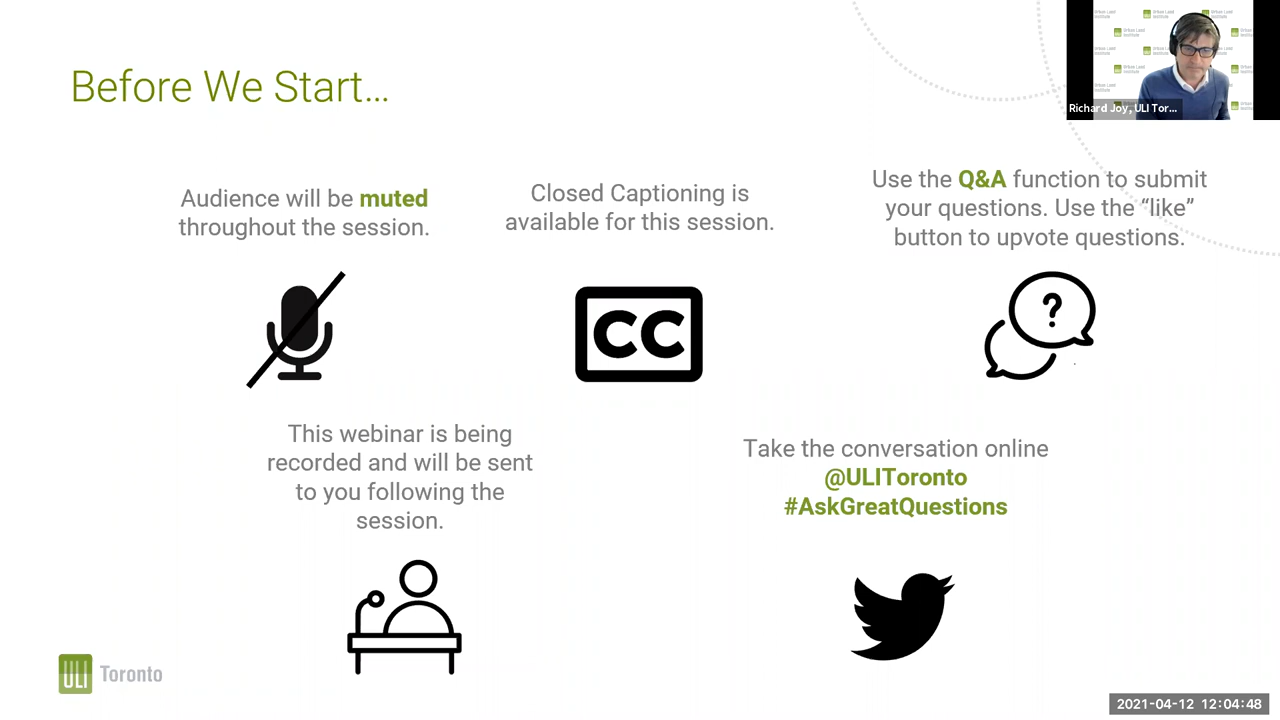 Before We Start...
Richard Joy, ULI Tor...
Audience will be muted
throughout the session.
Closed Captioning is
available for this session.
Use the Q&A function to submit
your questions. Use the “like”
button to upvote questions.
?
CC
This webinar is being
recorded and will be sent
to you following the
session.
Take the conversation online
@ULIToronto
#AskGreatQuestions
ULI Toronto
2021-04-12 12:04:48